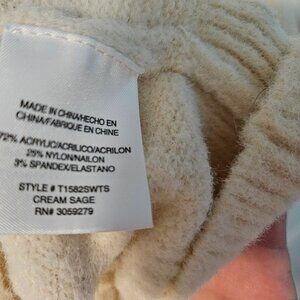 MADE IN CHINA/HECHO EN
CHINA/FABRIQUE EN CHINE
72% ACRYLIC/ACRILICO/ACRILON
25% NYLON/NAILON
3% SPANDEX/ELASTANO
STYLE # T1582SWTS
CREAM SAGE
RN# 3059279